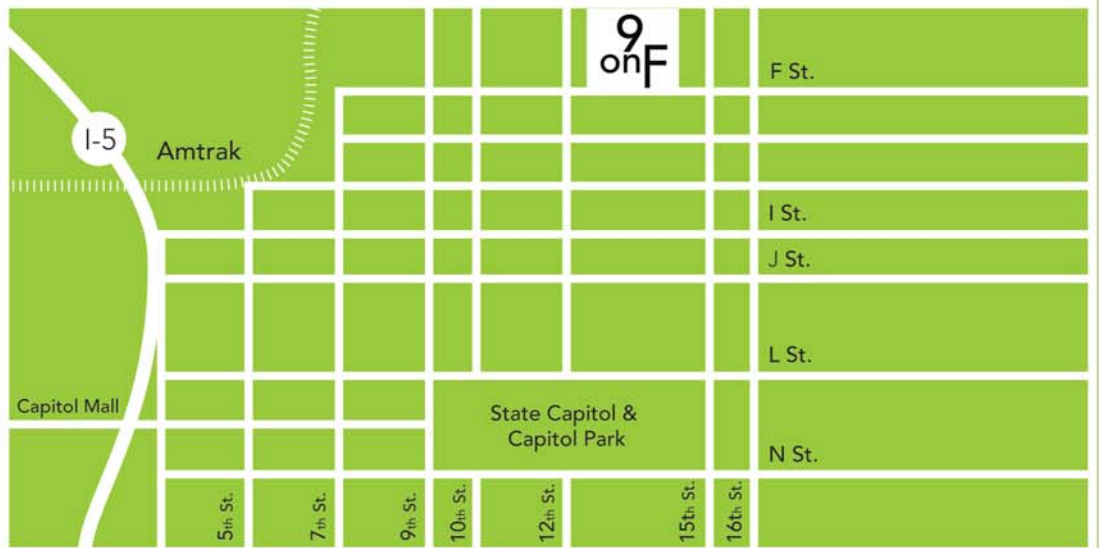 9
onF
F St.
I-5
Amtrak
I St.
J St.
L St.
Capitol Mall
State Capitol &
Capitol Park
N St.
5th St.
7th St.
9th St.
10th St.
12th St.
15th St.
16th St.